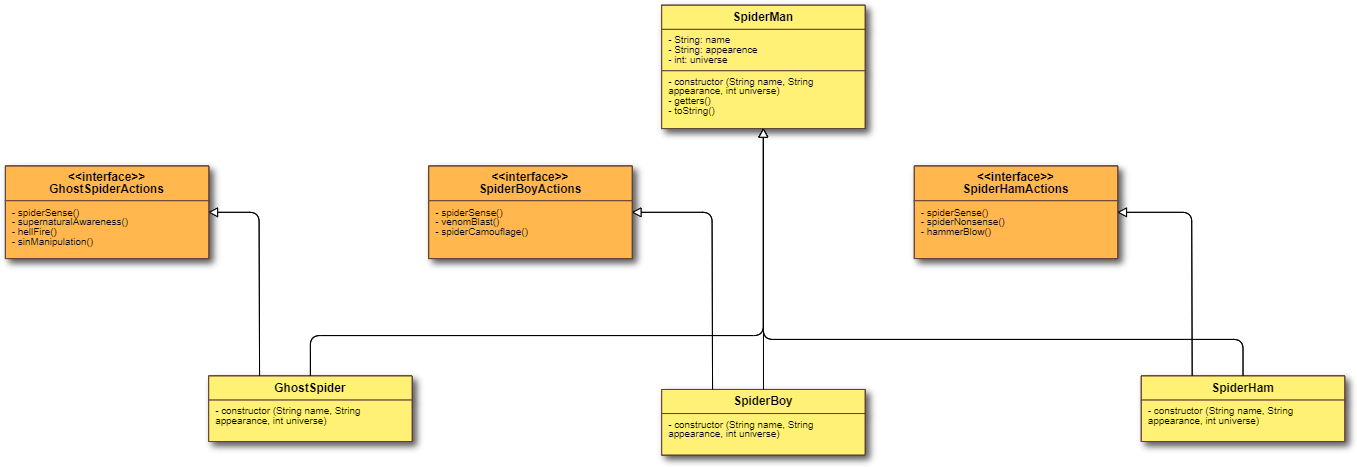 SpiderMan
- String: name
- String: appearence
- int: universe
- constructor (String name, String
appearance, int universe)
- getters()
- toString()
<<interface>>
GhostSpiderActions
- spiderSense()
- supernaturalAwareness()
- hellFire()
- sinManipulation()
<<interface>>
SpiderBoyActions
- spiderSense()
- venomBlast()
- spiderCamouflage()
<<interface>>
SpiderHamActions
- spiderSense()
- spiderNonsense()
- hammerBlow()
GhostSpider
- constructor (String name, String
appearance, int universe)
SpiderBoy
- constructor (String name, String
appearance, int universe)
SpiderHam
- constructor (String name, String
appearance, int universe)